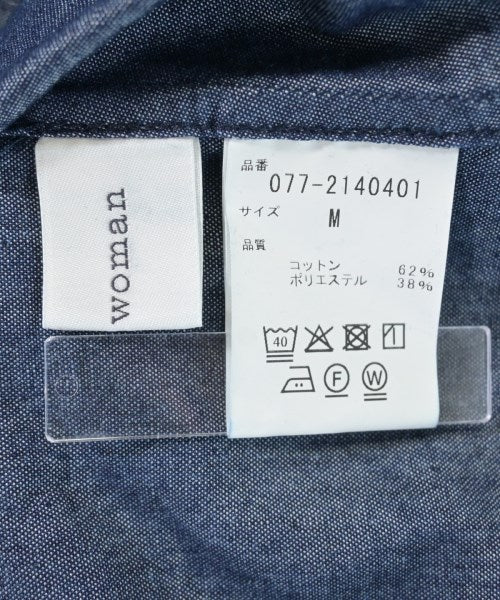 woman
品番
077-2140401
サイズ M
品質
コットン 62%
ポリエステル 38%
40
F W